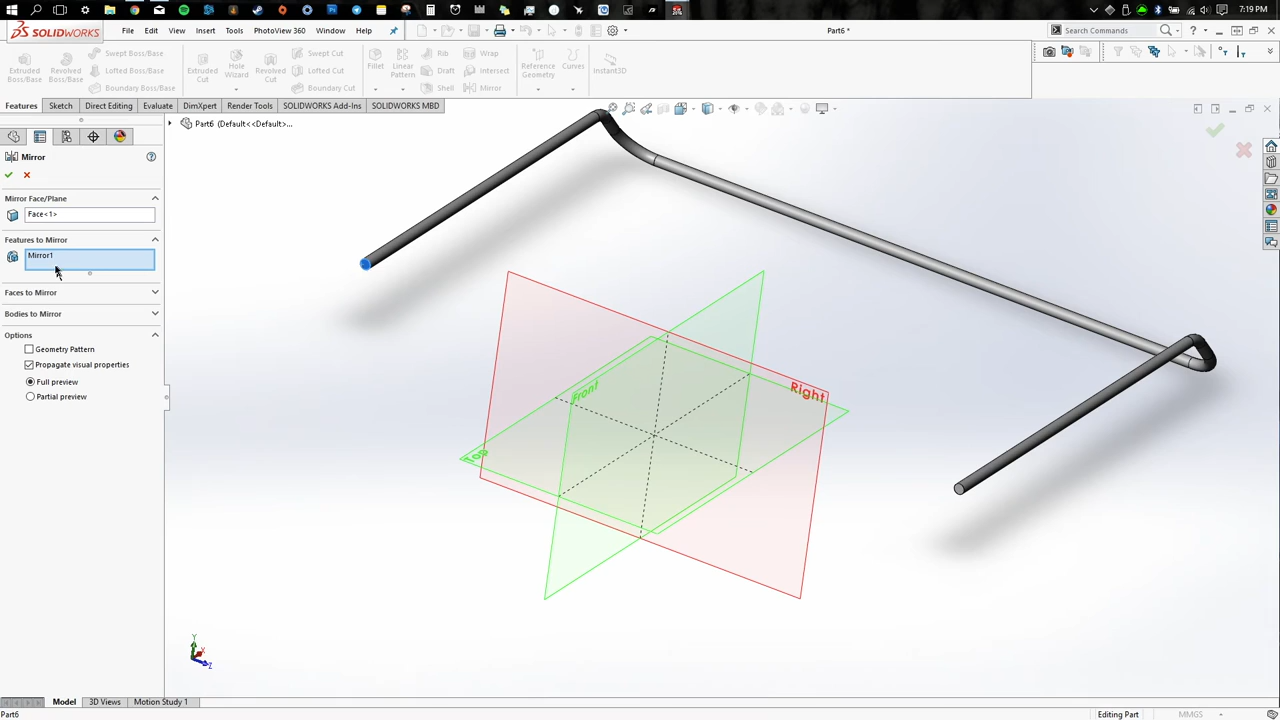 7:19 PM
SOLIDWORKS
File Edit View Insert Tools PhotoView 360 Window Help
Part6 *
Search Commands
Extruded Boss/Base
Revolved Boss/Base
Swept Boss/Base
Lofted Boss/Base
Boundary Boss/Base
Extruded Cut
Hole Wizard
Revolved Cut
Swept Cut
Lofted Cut
Boundary Cut
Fillet
Linear Pattern
Rib
Draft
Shell
Wrap
Intersect
Mirror
Reference Geometry
Curves
Instant3D
Features Sketch Direct Editing Evaluate DimXpert Render Tools SOLIDWORKS Add-Ins SOLIDWORKS MBD
Part6 (Default<<Default>...
Mirror
Mirror Face/Plane
Face<1>
Features to Mirror
Mirror1
Faces to Mirror
Bodies to Mirror
Options
Geometry Pattern
Propagate visual properties
Full preview
Partial preview
Front
Right
Top
Y
X
Z
Model 3D Views Motion Study 1
Part6
Editing Part
MMGS